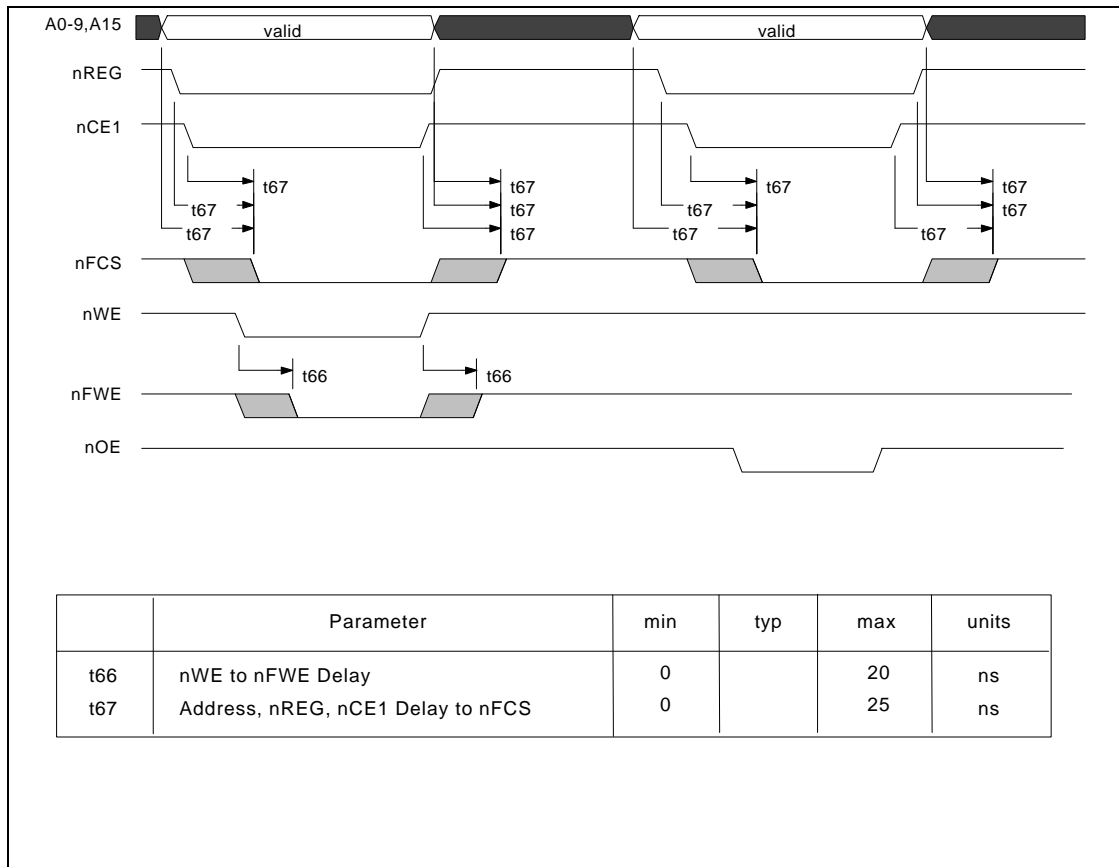 A0-9,A15 valid valid
nREG
nCE1
t67 t67 t67
t67
t67 t67 t67 t67
t67 t67 t67 t67
nFCS
nWE
t66 t66
nFWE
nOE
Parameter min typ max units
t66 nWE to nFWE Delay 0 20 ns
t67 Address, nREG, nCE1 Delay to nFCS 0 25 ns